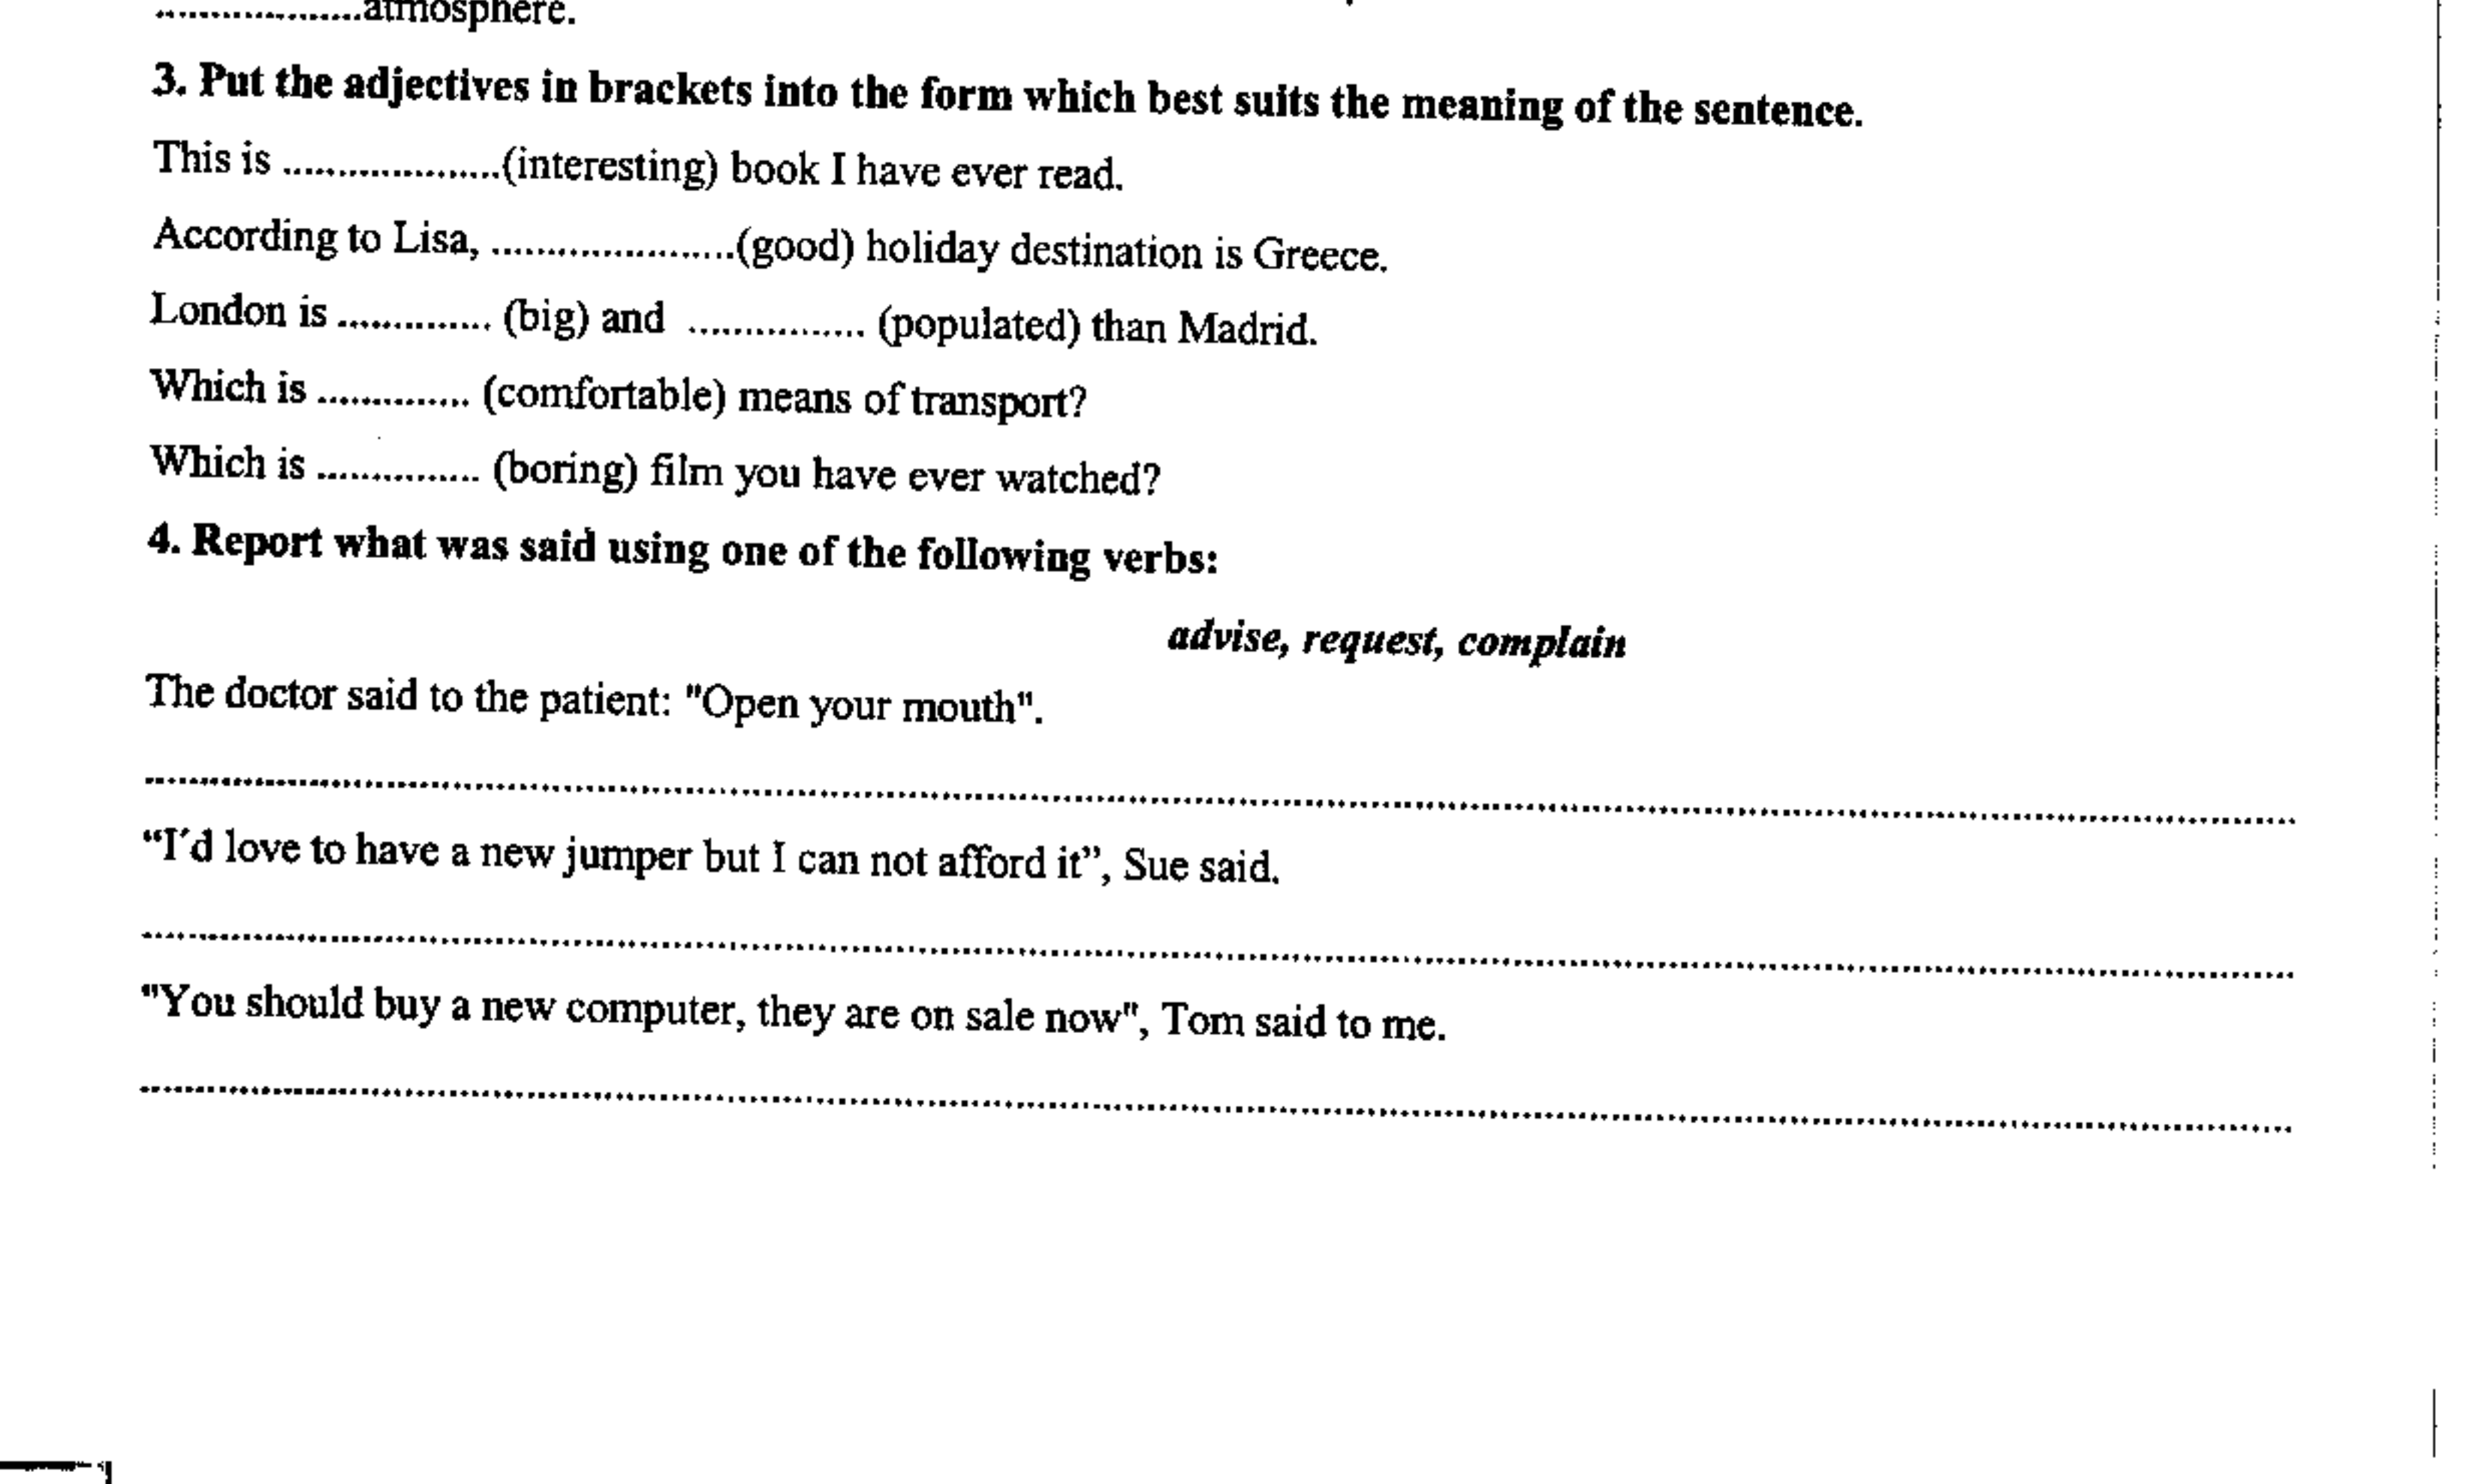 ....................atmosphere.
3. Put the adjectives in brackets into the form which best suits the meaning of the sentence.
This is ....................(interesting) book I have ever read.
According to Lisa, ......................(good) holiday destination is Greece.
London is .............. (big) and ................ (populated) than Madrid.
Which is .............. (comfortable) means of transport?
Which is ............... (boring) film you have ever watched?
4. Report what was said using one of the following verbs:
advise, request, complain
The doctor said to the patient: "Open your mouth".
“I´d love to have a new jumper but I can not afford it”, Sue said.
"You should buy a new computer, they are on sale now", Tom said to me.